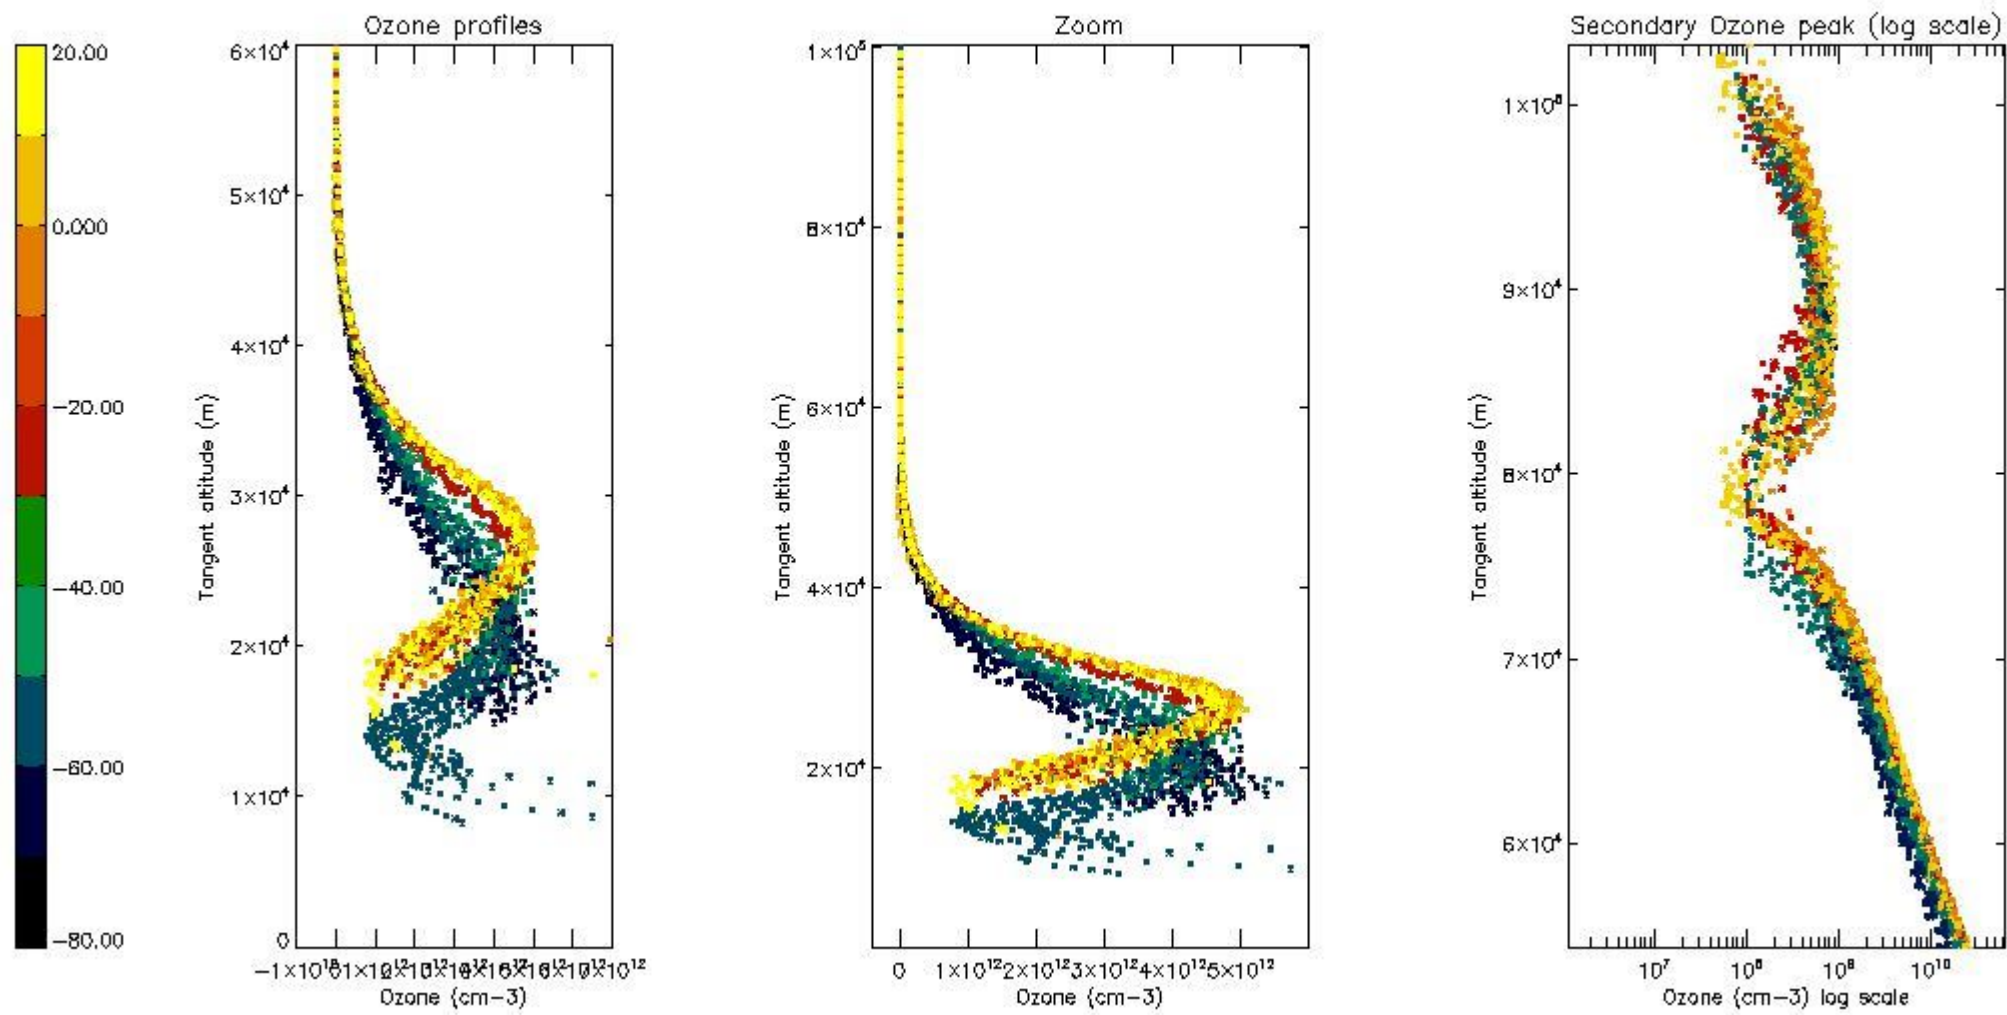 Ozone profiles
Zoom
Secondary Ozone peak (log scale)
20.00
0.000
−20.00
−40.00
−60.00
−80.00
6×10⁴
5×10⁴
4×10⁴
3×10⁴
2×10⁴
1×10⁴
0
Tangent altitude (m)
Ozone (cm−3)
1×10⁵
8×10⁴
6×10⁴
4×10⁴
2×10⁴
Tangent altitude (m)
0 1×10¹² 2×10¹² 3×10¹² 4×10¹² 5×10¹²
Ozone (cm−3)
1×10⁵
9×10⁴
8×10⁴
7×10⁴
6×10⁴
Tangent altitude (m)
10⁷ 10⁸ 10⁹ 10¹⁰
Ozone (cm−3) log scale